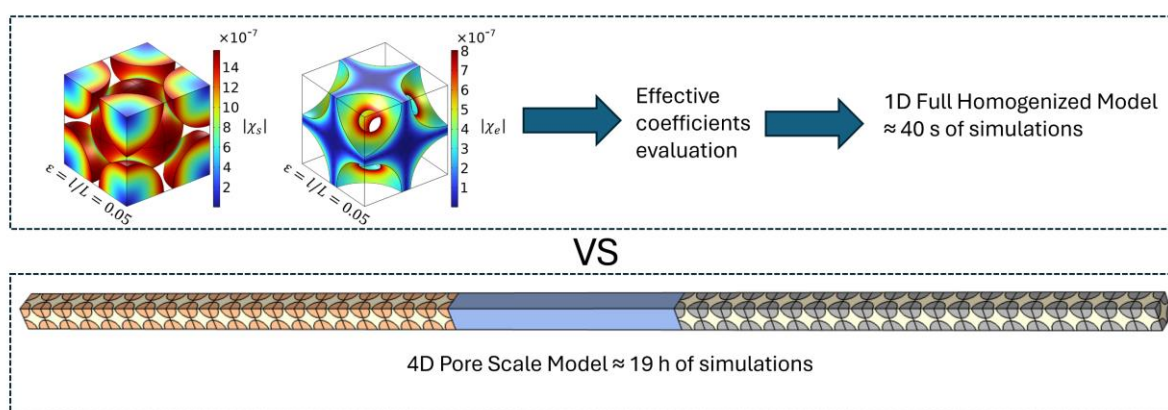 ×10⁻⁷
14
12
10
8
6
4
2
|χₛ|
ε = l/L = 0.05
×10⁻⁷
8
7
6
5
4
3
2
1
|χₑ|
ε = l/L = 0.05
Effective
coefficients
evaluation
1D Full Homogenized Model
≈ 40 s of simulations
VS
4D Pore Scale Model ≈ 19 h of simulations